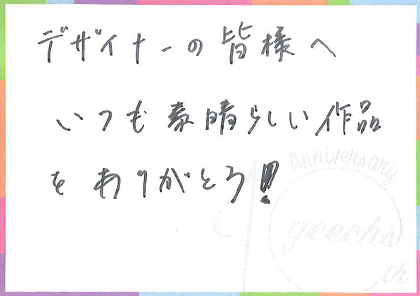 デザイナーの皆様へ
いつも素晴らしい作品
をありがとう!
10
Anniversary
geechs
th